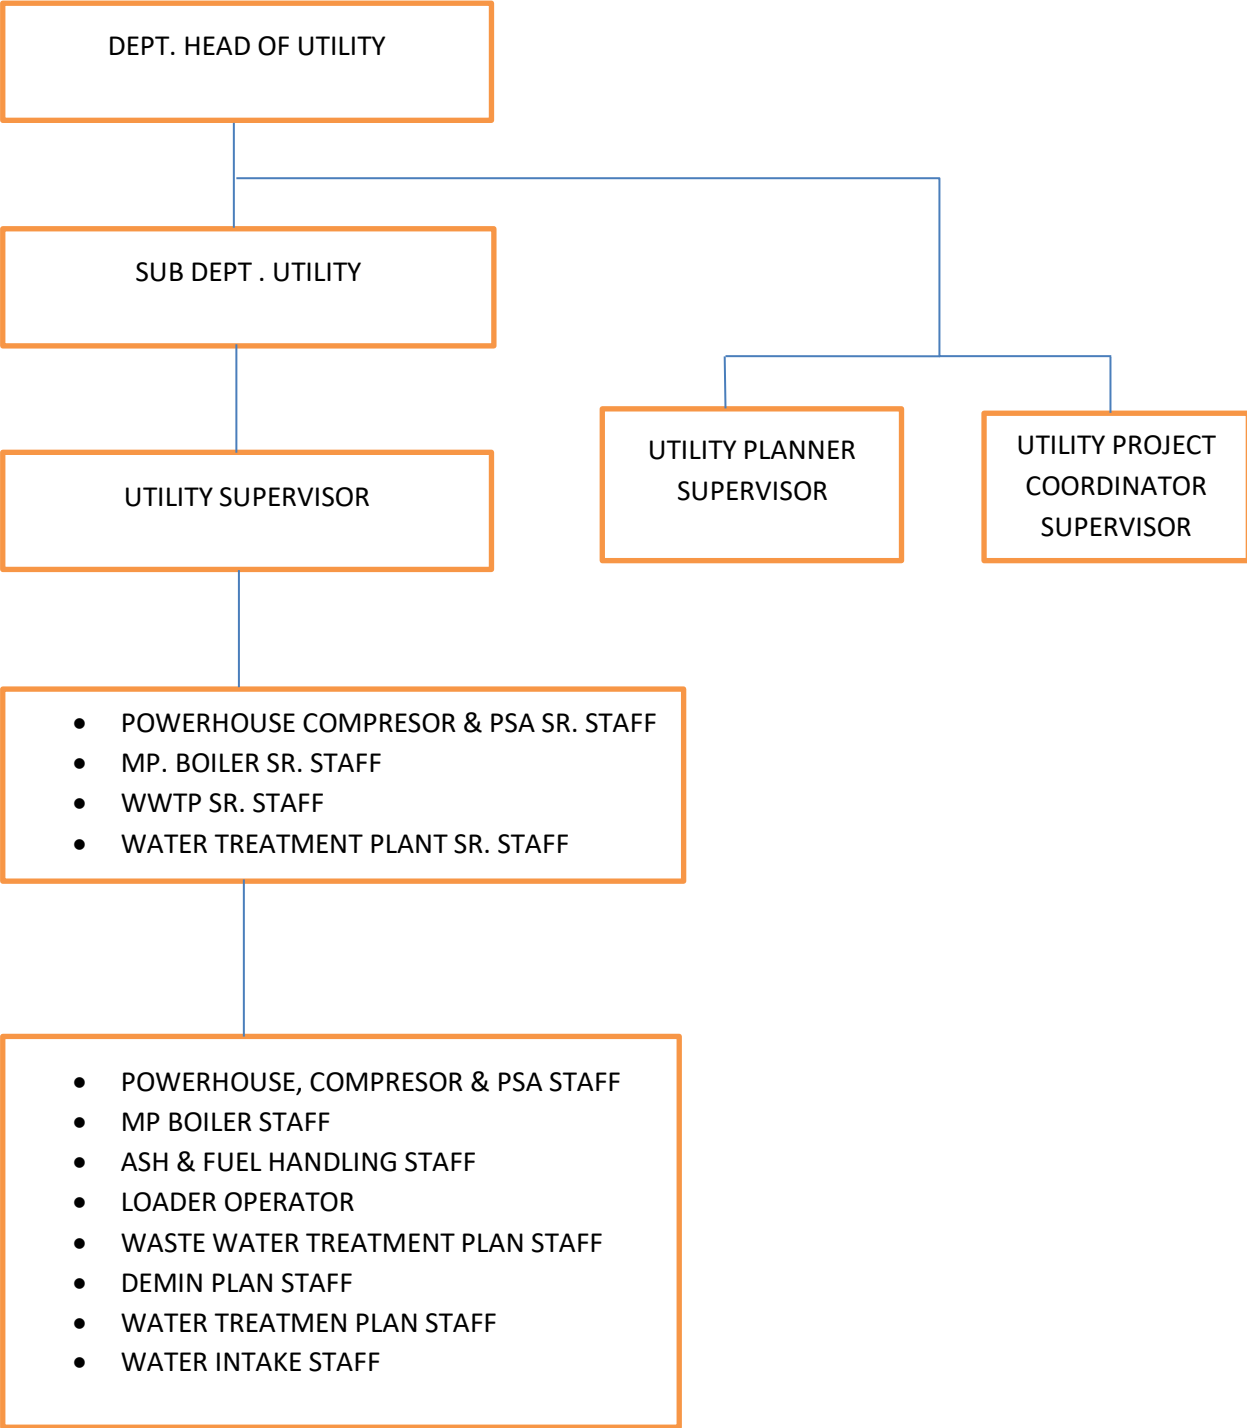 DEPT. HEAD OF UTILITY
SUB DEPT . UTILITY
UTILITY SUPERVISOR
UTILITY PLANNER
SUPERVISOR
UTILITY PROJECT
COORDINATOR
SUPERVISOR
• POWERHOUSE COMPRESOR & PSA SR. STAFF
• MP. BOILER SR. STAFF
• WWTP SR. STAFF
• WATER TREATMENT PLANT SR. STAFF
• POWERHOUSE, COMPRESOR & PSA STAFF
• MP BOILER STAFF
• ASH & FUEL HANDLING STAFF
• LOADER OPERATOR
• WASTE WATER TREATMENT PLAN STAFF
• DEMIN PLAN STAFF
• WATER TREATMEN PLAN STAFF
• WATER INTAKE STAFF